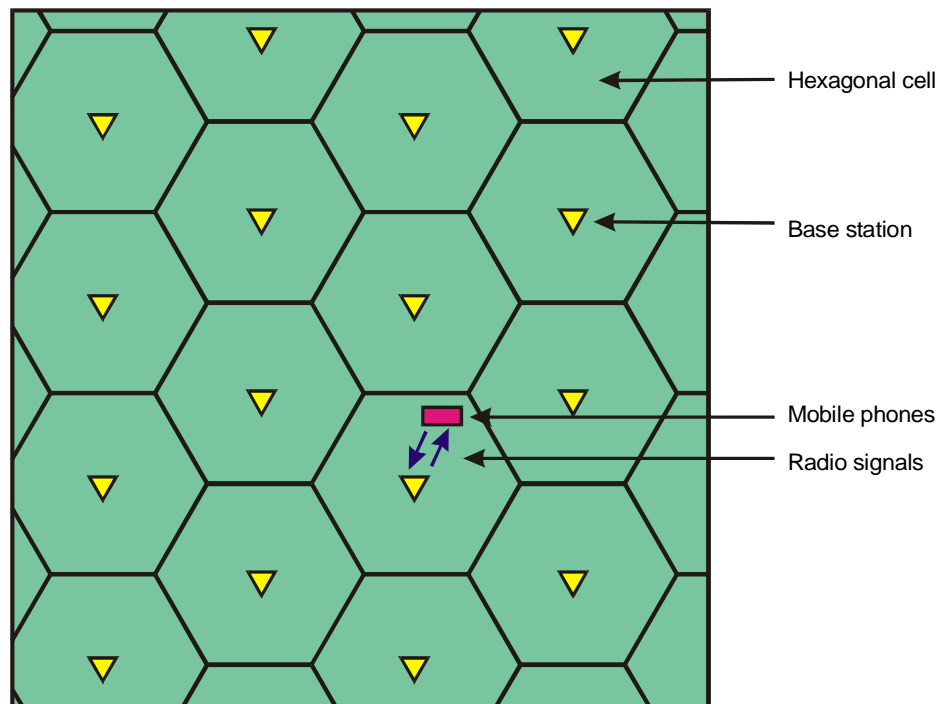 Hexagonal cell
Base station
Mobile phones
Radio signals